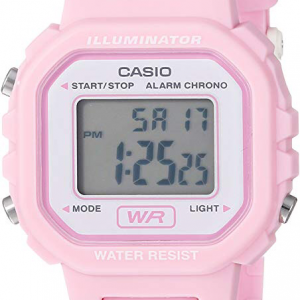 ILLUMINATOR
CASIO
START/STOP ALARM CHRONO
SA 17
PM
1:25 25
MODE WR LIGHT
WATER RESIST